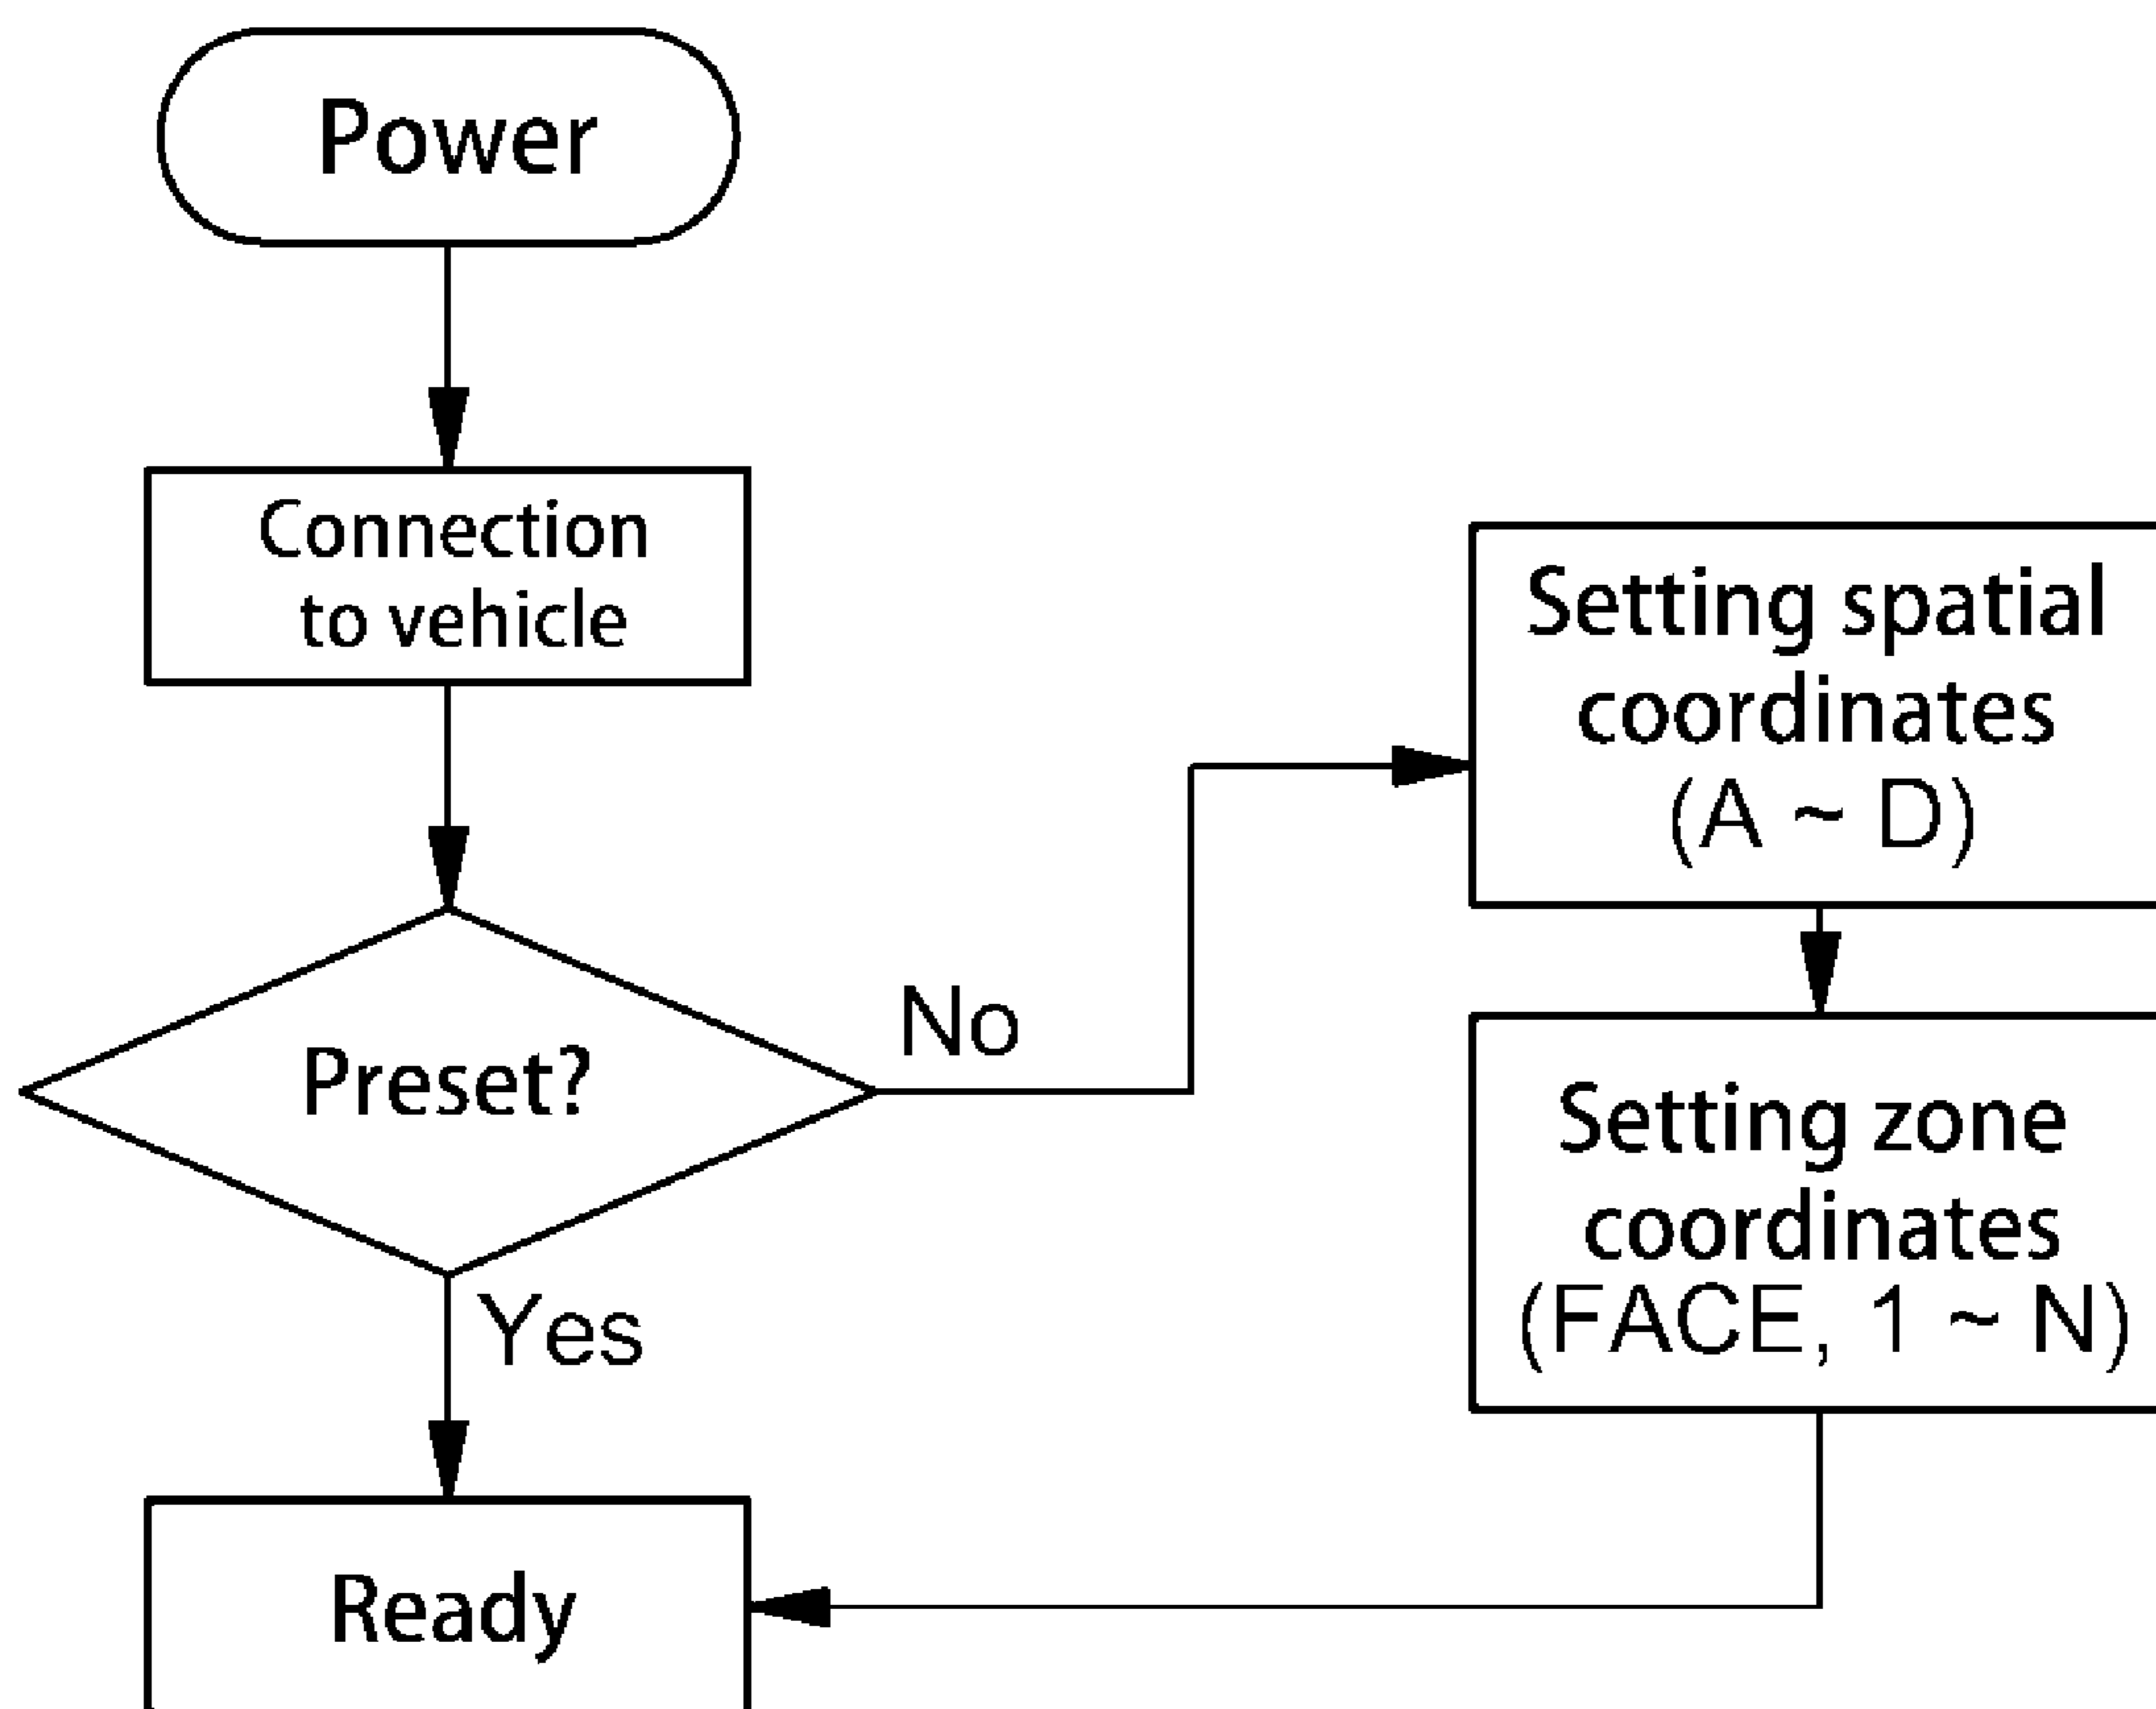 Power
Connection
to vehicle
Preset?
No
Yes
Ready
Setting spatial
coordinates
(A ~ D)
Setting zone
coordinates
(FACE, 1 ~ N)